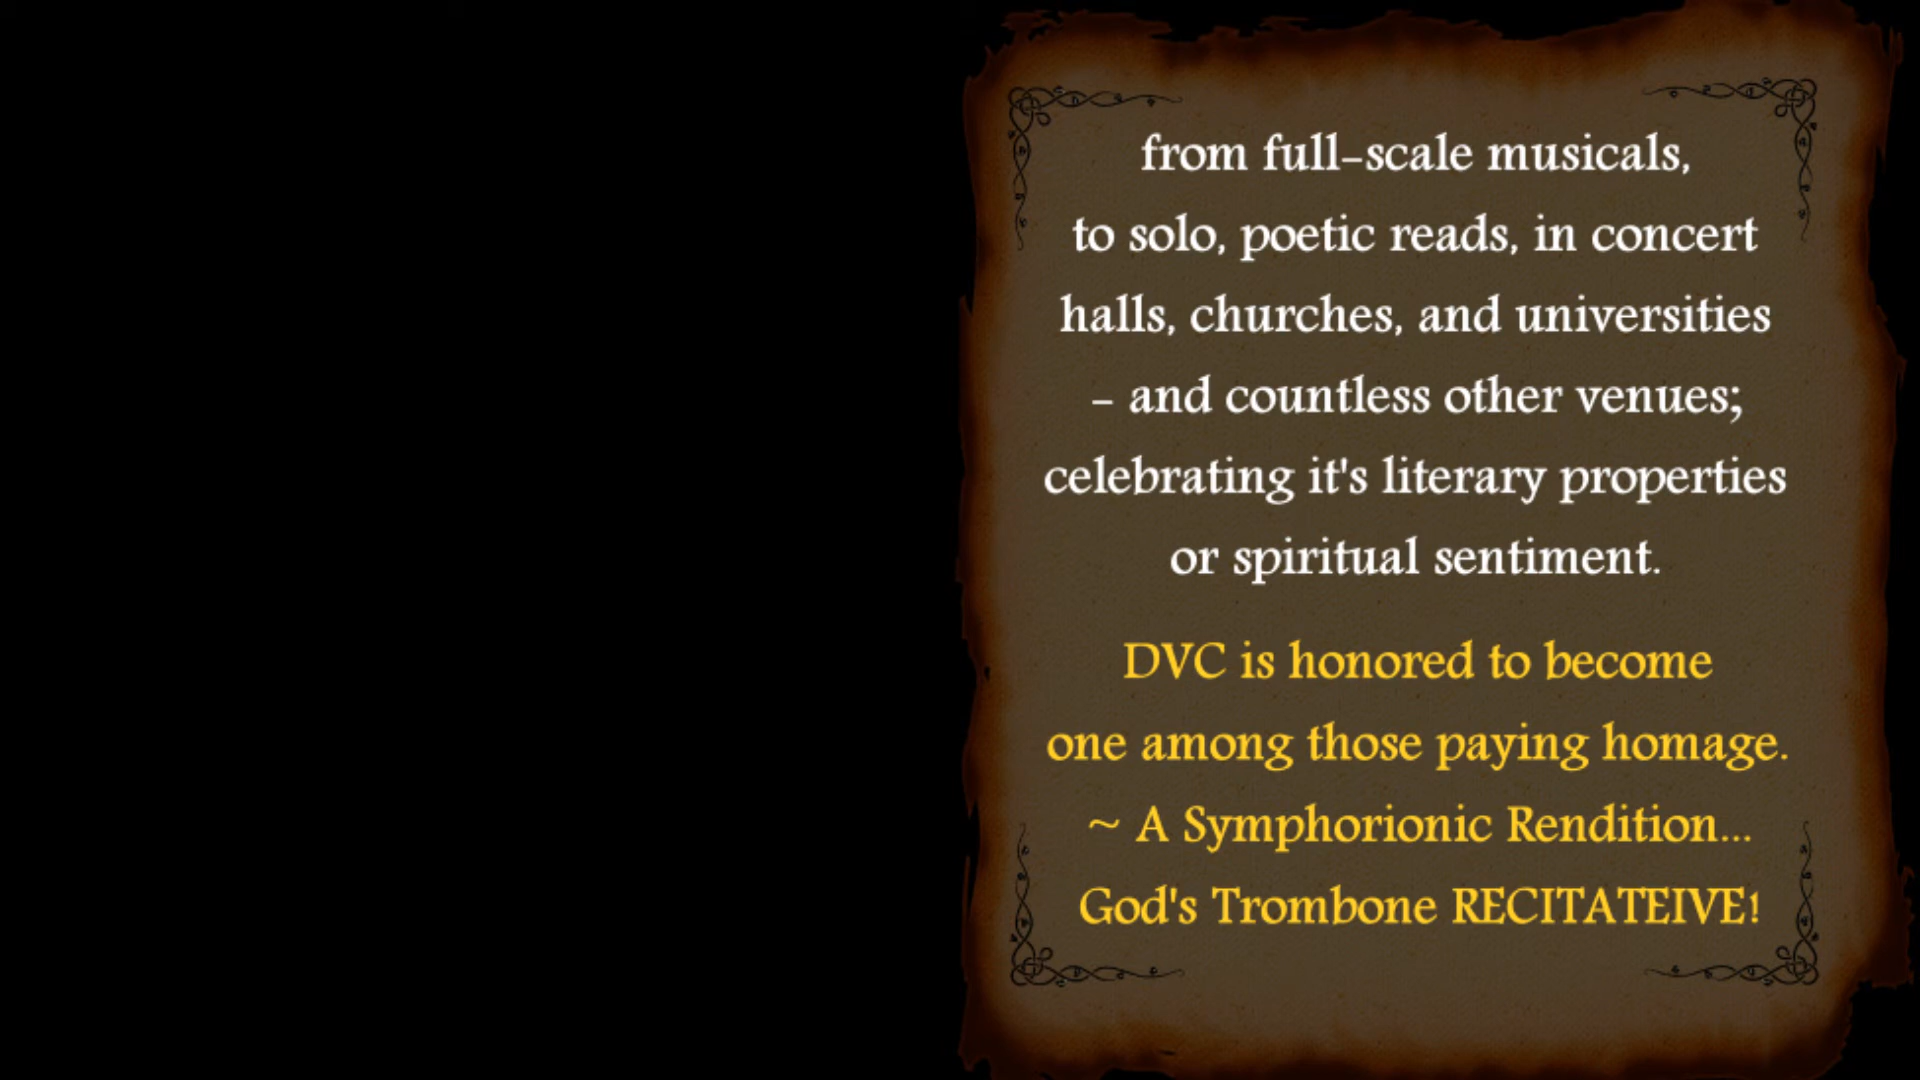 from full-scale musicals,
to solo, poetic reads, in concert
halls, churches, and universities
- and countless other venues;
celebrating it's literary properties
or spiritual sentiment.
DVC is honored to become
one among those paying homage.
~ A Symphorionic Rendition...
God's Trombone RECITATEIVE!